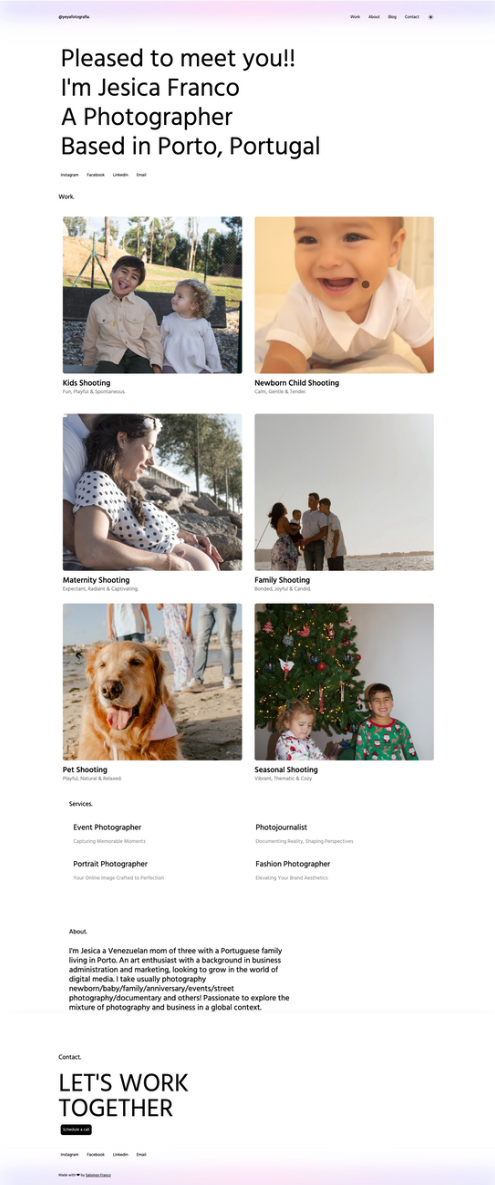 @yeyafotografia.
Work About Blog Contact
Pleased to meet you!!
I'm Jesica Franco
A Photographer
Based in Porto, Portugal
Instagram Facebook Linkedin Email
Work.
Kids Shooting
Fun, Playful & Spontaneous.
Newborn Child Shooting
Calm, Gentle & Tender.
Maternity Shooting
Expectant, Radiant & Captivating.
Family Shooting
Bonded, Joyful & Candid.
Pet Shooting
Playful, Natural & Relaxed.
Seasonal Shooting
Vibrant, Thematic & Cosy
Services.
Event Photographer
Capturing Memorable Moments
Photojournalist
Documenting Reality, Shaping Perspectives
Portrait Photographer
Your Online Image Crafted to Perfection
Fashion Photographer
Elevating Your Brand Aesthetics
About.
I'm Jesica a Venezuelan mom of three with a Portuguese family
living in Porto. An art enthusiast with a background in business
administration and marketing, looking to grow in the world of
digital media. I take usually photography
newborn/baby/family/anniversary/events/street
photography/documentary and others! Passionate to explore the
mixture of photography and business in a global context.
Contact.
LET'S WORK
TOGETHER
Schedule a call
Instagram Facebook Linkedin Email
Made with ❤ by Salomon Franco